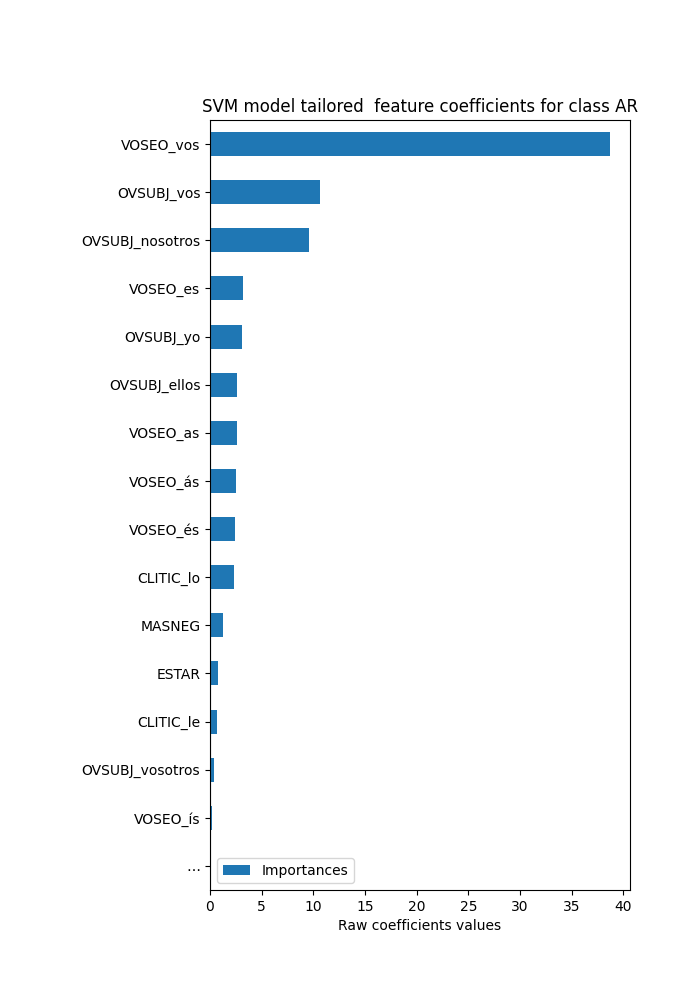 SVM model tailored  feature coefficients for class AR
VOSEO_vos
OVSUBJ_vos
OVSUBJ_nosotros
VOSEO_es
OVSUBJ_yo
OVSUBJ_ellos
VOSEO_as
VOSEO_ás
VOSEO_és
CLITIC_lo
MASNEG
ESTAR
CLITIC_le
OVSUBJ_vosotros
VOSEO_ís
...
Importances
0 5 10 15 20 25 30 35 40
Raw coefficients values